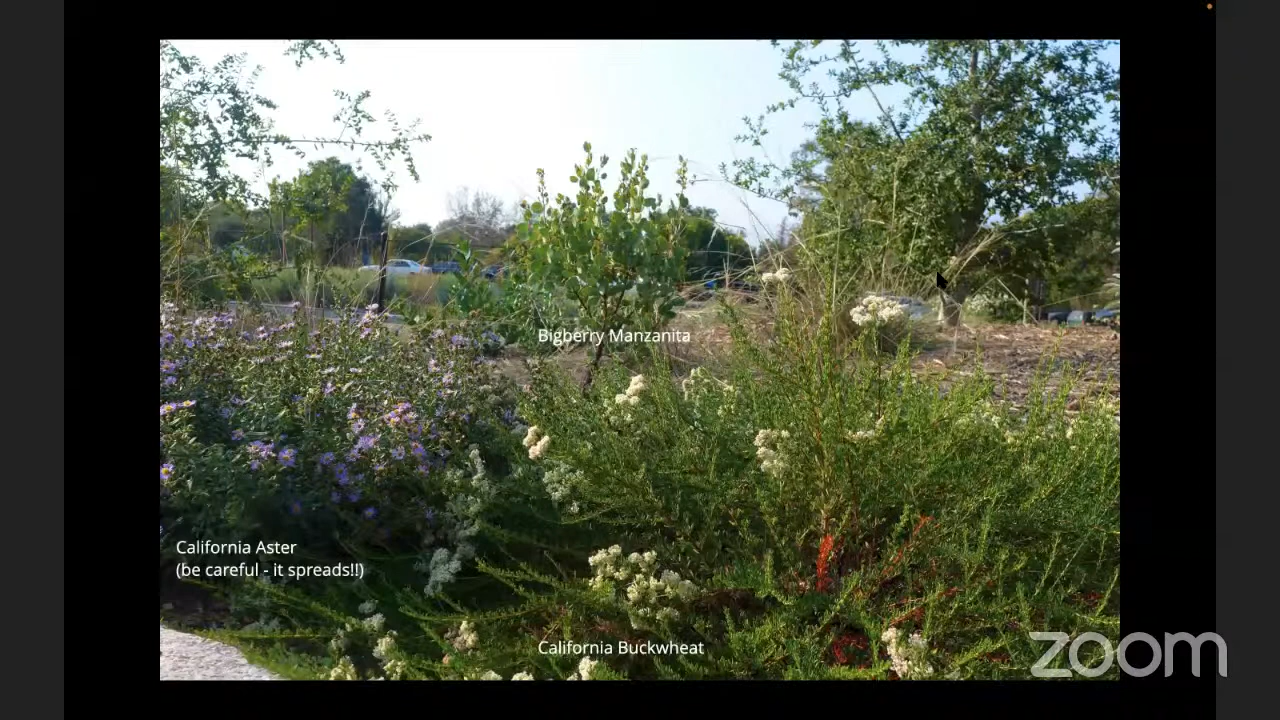 Bigberry Manzanita
California Aster
(be careful - it spreads!!)
California Buckwheat
zoom